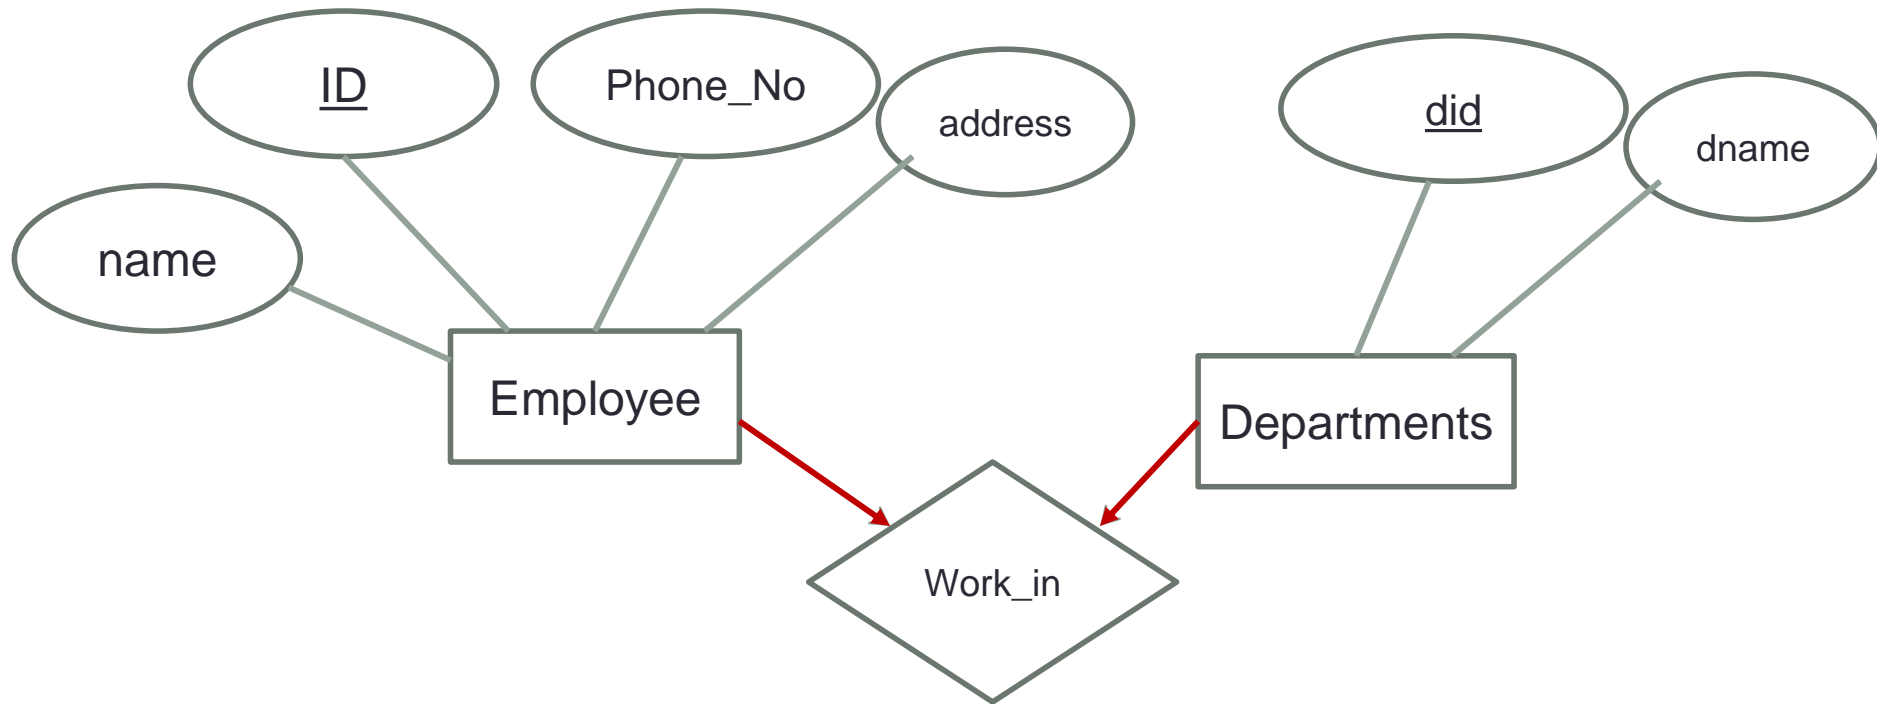 ID
Phone_No
address
did
dname
name
Employee
Departments
Work_in